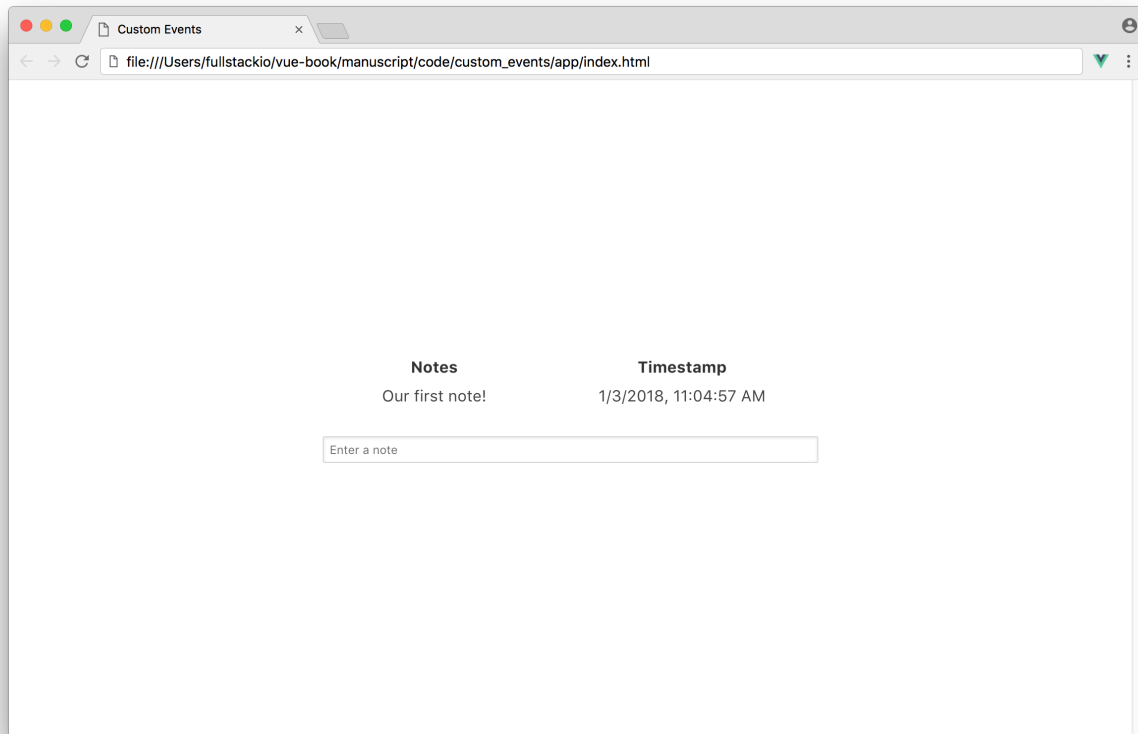 Custom Events
file:///Users/fullstackio/vue-book/manuscript/code/custom_events/app/index.html
Notes Timestamp
Our first note! 1/3/2018, 11:04:57 AM
Enter a note